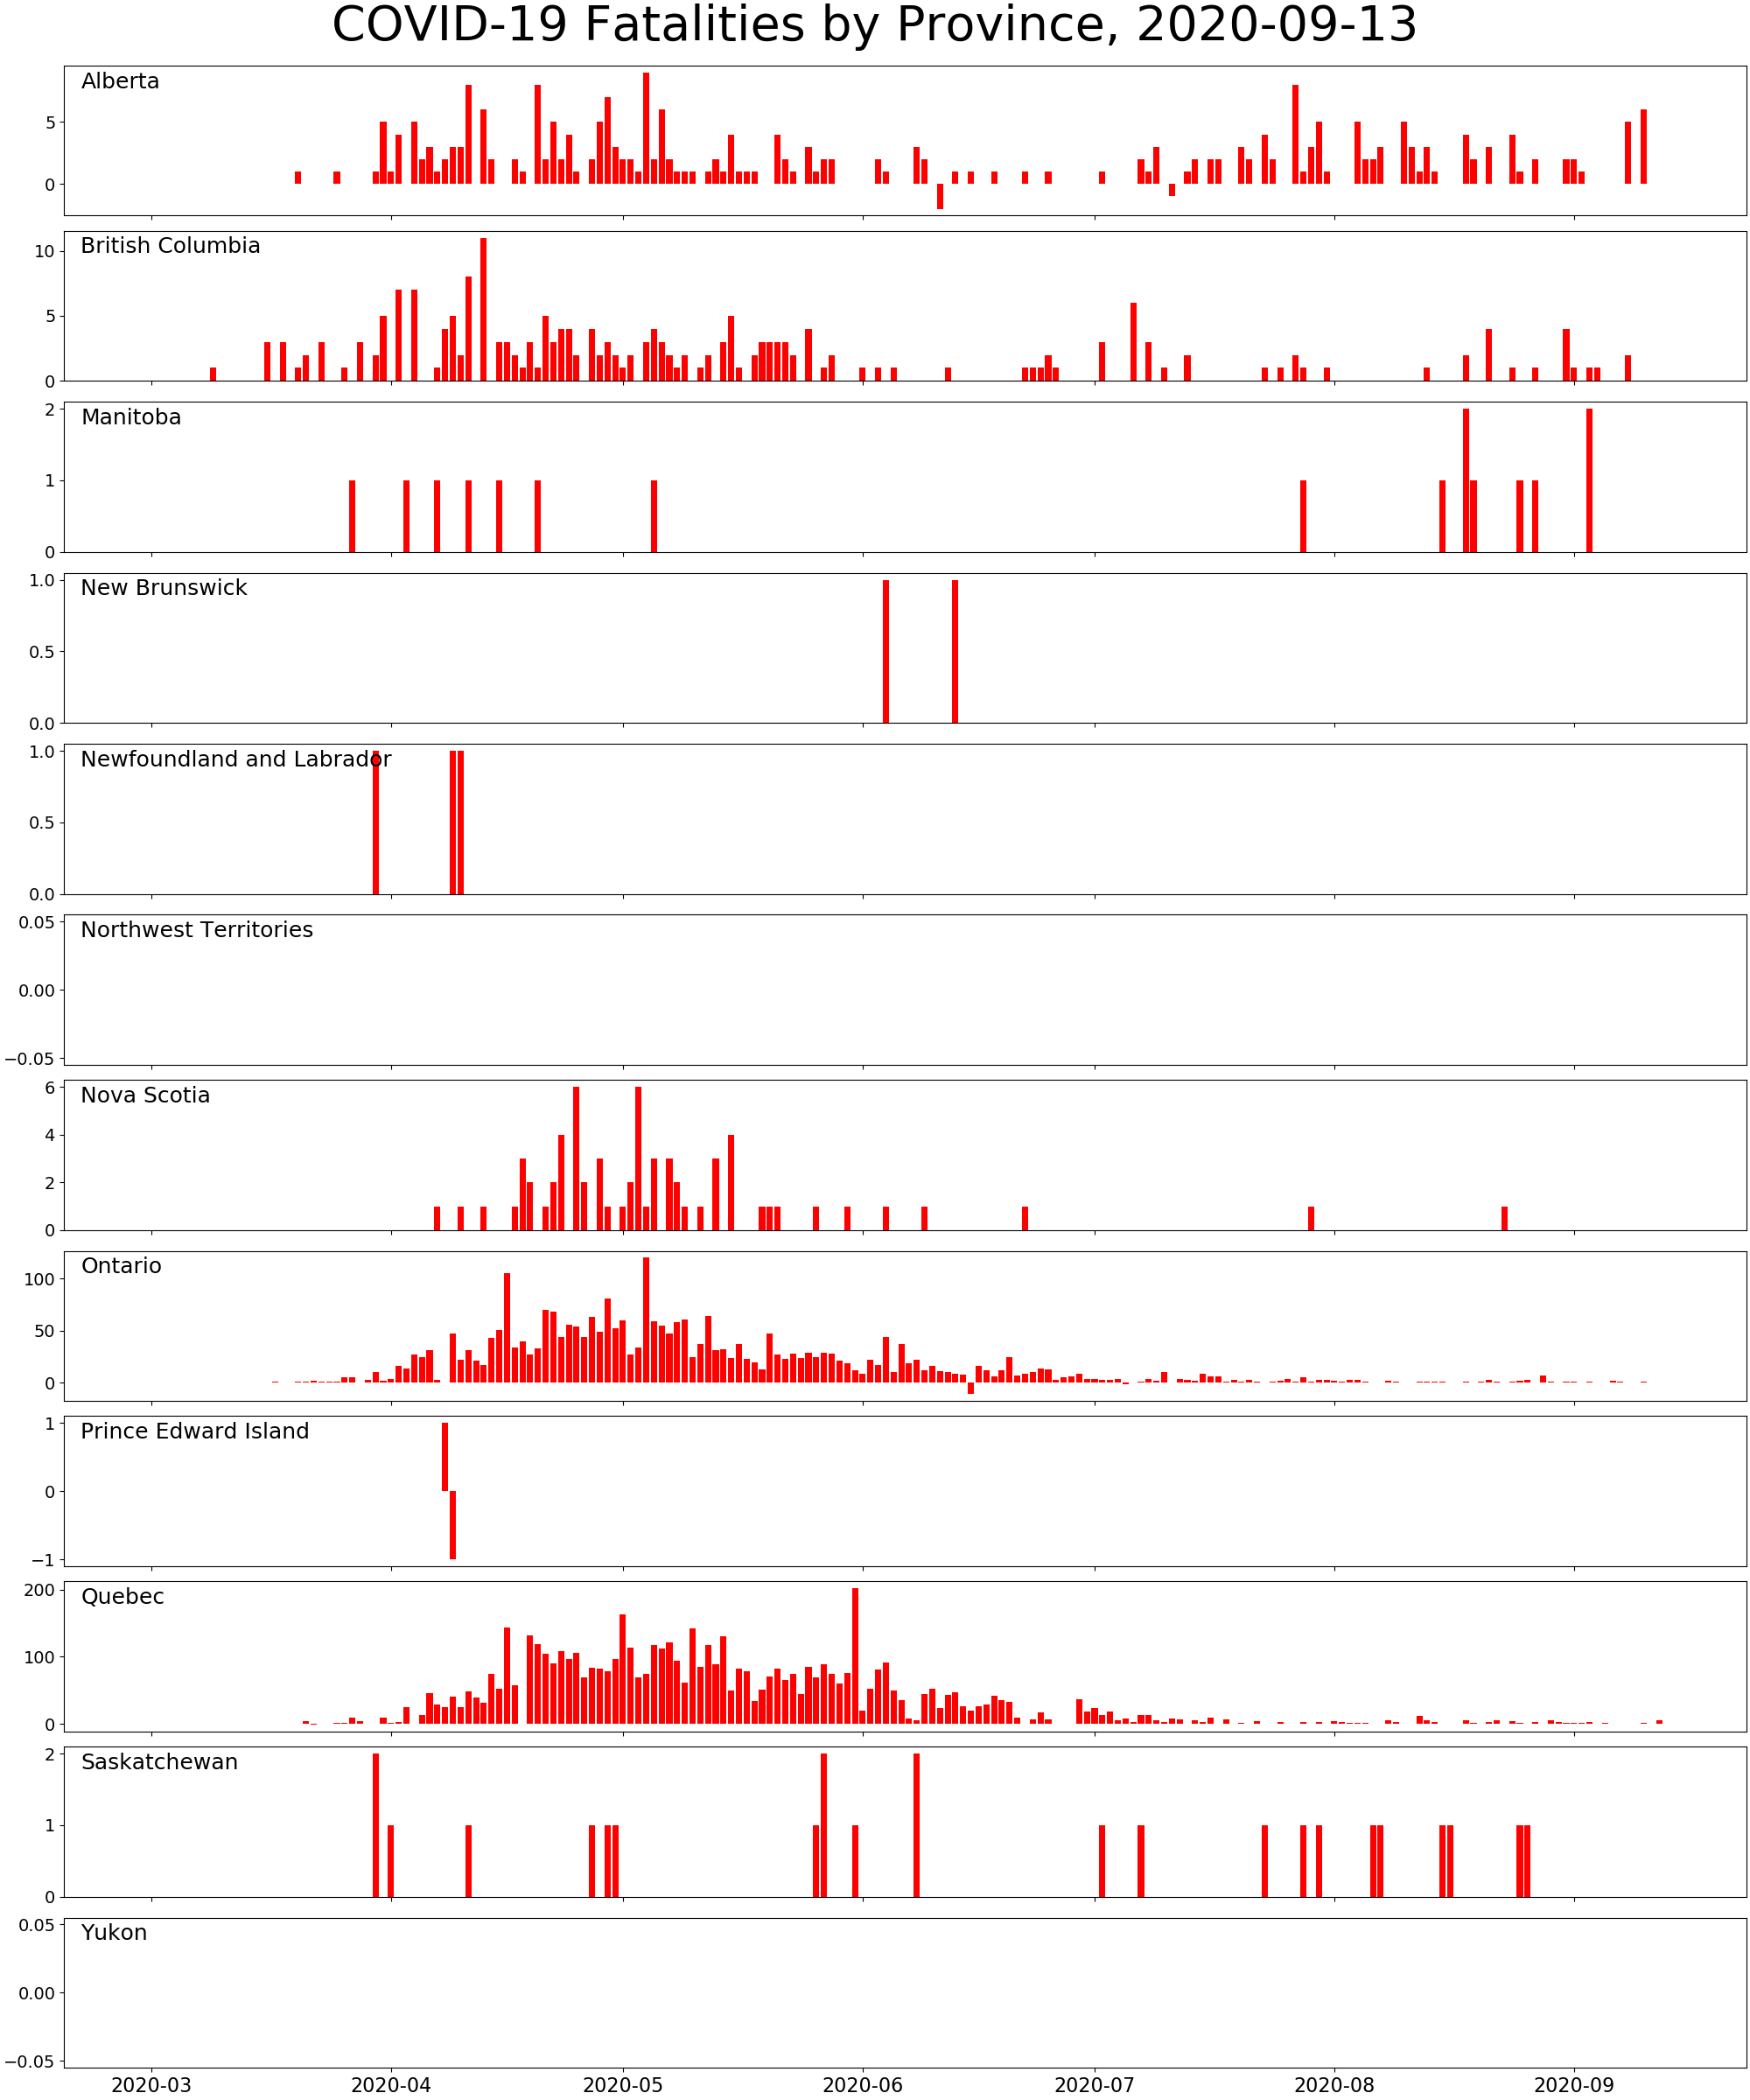 COVID-19 Fatalities by Province, 2020-09-13
Alberta
5
0
British Columbia
10
5
0
Manitoba
2
1
0
New Brunswick
1.0
0.5
0.0
Newfoundland and Labrador
1.0
0.5
0.0
Northwest Territories
0.05
0.00
−0.05
Nova Scotia
6
4
2
0
Ontario
100
50
0
Prince Edward Island
1
0
−1
Quebec
200
100
0
Saskatchewan
2
1
0
Yukon
0.05
0.00
−0.05
2020-03 2020-04 2020-05 2020-06 2020-07 2020-08 2020-09